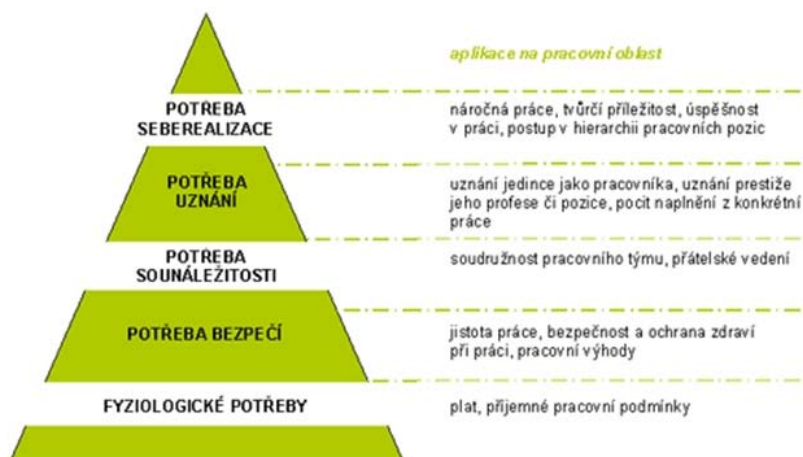 aplikace na pracovní oblast
POTŘEBA
SEBEREALIZACE
náročná práce, tvůrčí příležitost, úspěšnost
v práci, postup v hierarchii pracovních pozic
POTŘEBA
UZNÁNÍ
uznání jedince jako pracovníka, uznání prestiže
jeho profese či pozice, pocit naplnění z konkrétní
práce
POTŘEBA
SOUNÁLEŽITOSTI
soudružnost pracovního týmu, přátelské vedení
POTŘEBA BEZPEČÍ
jistota práce, bezpečnost a ochrana zdraví
při práci, pracovní výhody
FYZIOLOGICKÉ POTŘEBY
plat, příjemné pracovní podmínky